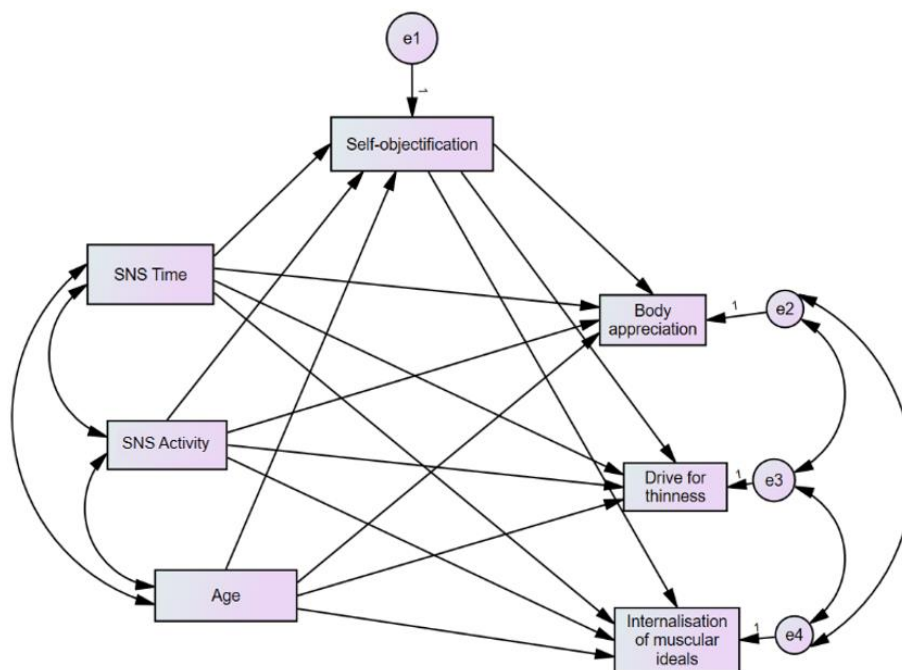 e1
1
Self-objectification
SNS Time
Body
appreciation
1
e2
SNS Activity
Drive for
thinness
1
e3
Age
Internalisation
of muscular
ideals
1
e4